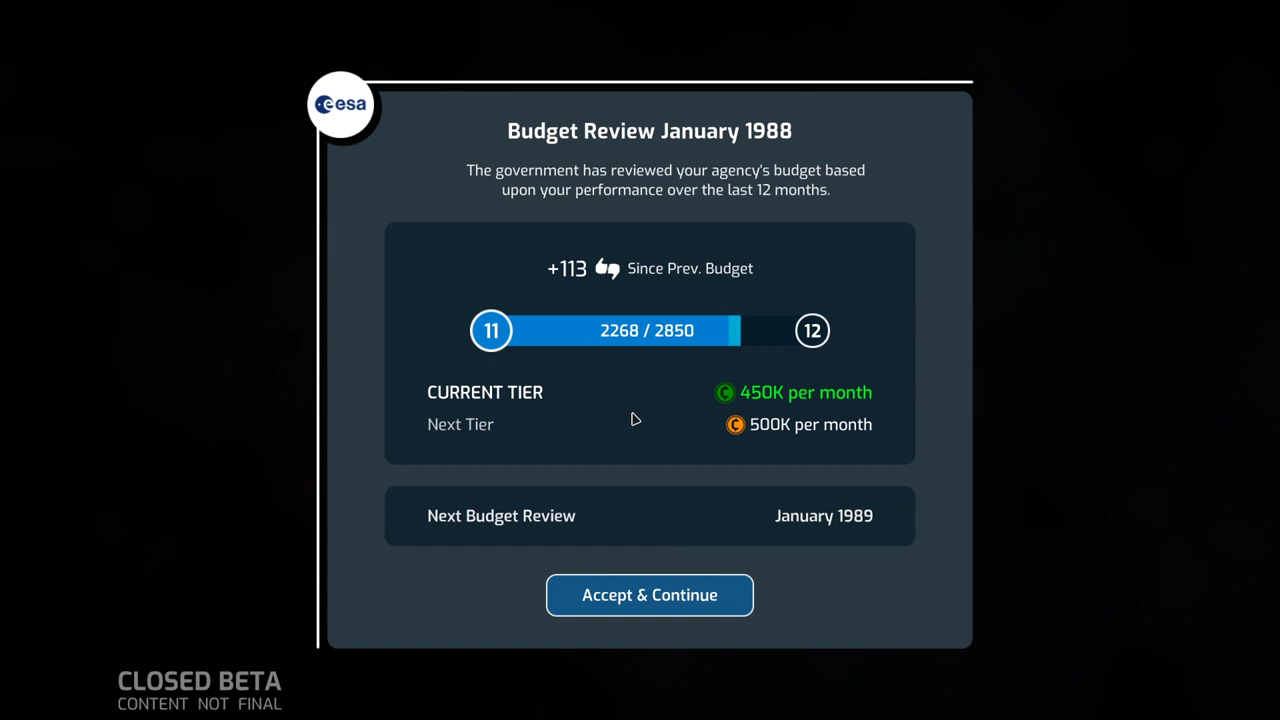 esa
Budget Review January 1988
The government has reviewed your agency's budget based
upon your performance over the last 12 months.
+113 Since Prev. Budget
11 2268 / 2850 12
CURRENT TIER C 450K per month
Next Tier C 500K per month
Next Budget Review January 1989
Accept & Continue
CLOSED BETA
CONTENT NOT FINAL